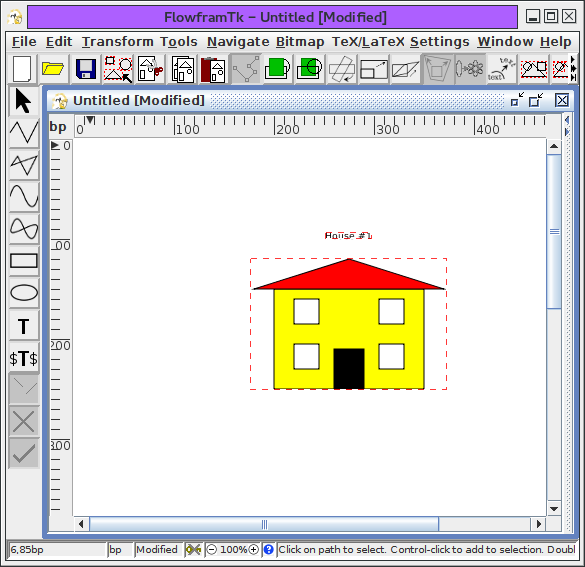 FlowframTk – Untitled [Modified]
File Edit Transform Tools Navigate Bitmap TeX/LaTeX Settings Window Help
Untitled [Modified]
bp 0 100 200 300 400
0
100
House #1
200
T
$T$
300
6,85bp bp Modified 100% Click on path to select. Control-click to add to selection. Doubl